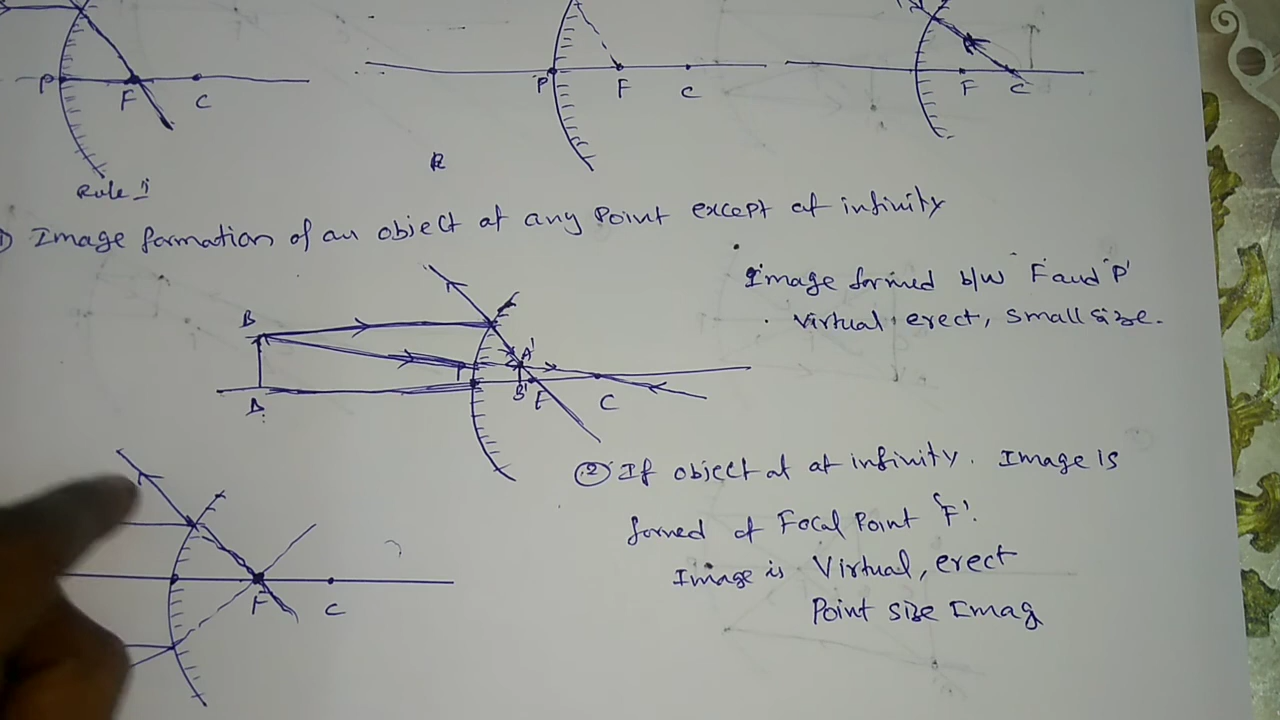 P F C
P F C
F C
Rule ii
R
1) Image formation of an object at any point except at infinity
Image formed b/w F and 'P'
Virtual, erect, small size.
B
A'
P
A B' F C
② If object at at infinity. Image is
formed at Focal Point 'F'.
Image is Virtual, erect
Point size Imag
F C